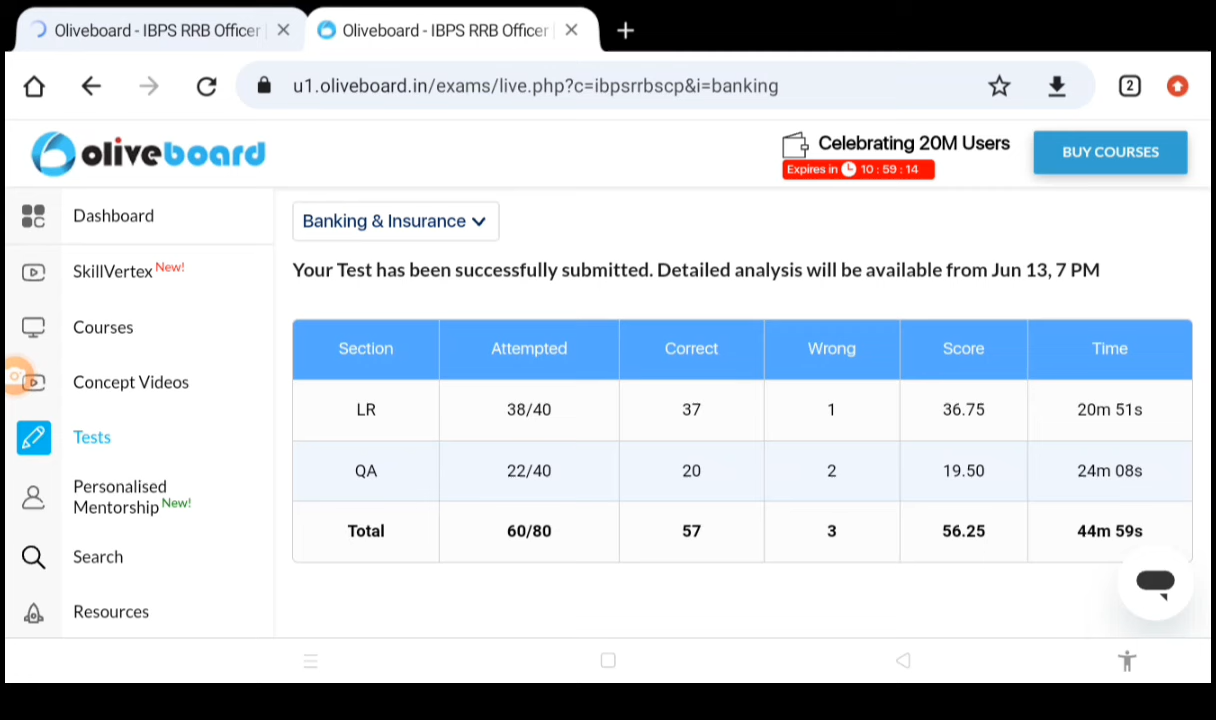 Oliveboard - IBPS RRB Officer
Oliveboard - IBPS RRB Officer
u1.oliveboard.in/exams/live.php?c=ibpsrrbscp&i=banking
2
oliveboard
Celebrating 20M Users
Expires in 10 : 59 : 14
BUY COURSES
Dashboard
SkillVertex New!
Courses
Concept Videos
Tests
Personalised
Mentorship New!
Search
Resources
Banking & Insurance
Your Test has been successfully submitted. Detailed analysis will be available from Jun 13, 7 PM
Section Attempted Correct Wrong Score Time
LR 38/40 37 1 36.75 20m 51s
QA 22/40 20 2 19.50 24m 08s
Total 60/80 57 3 56.25 44m 59s